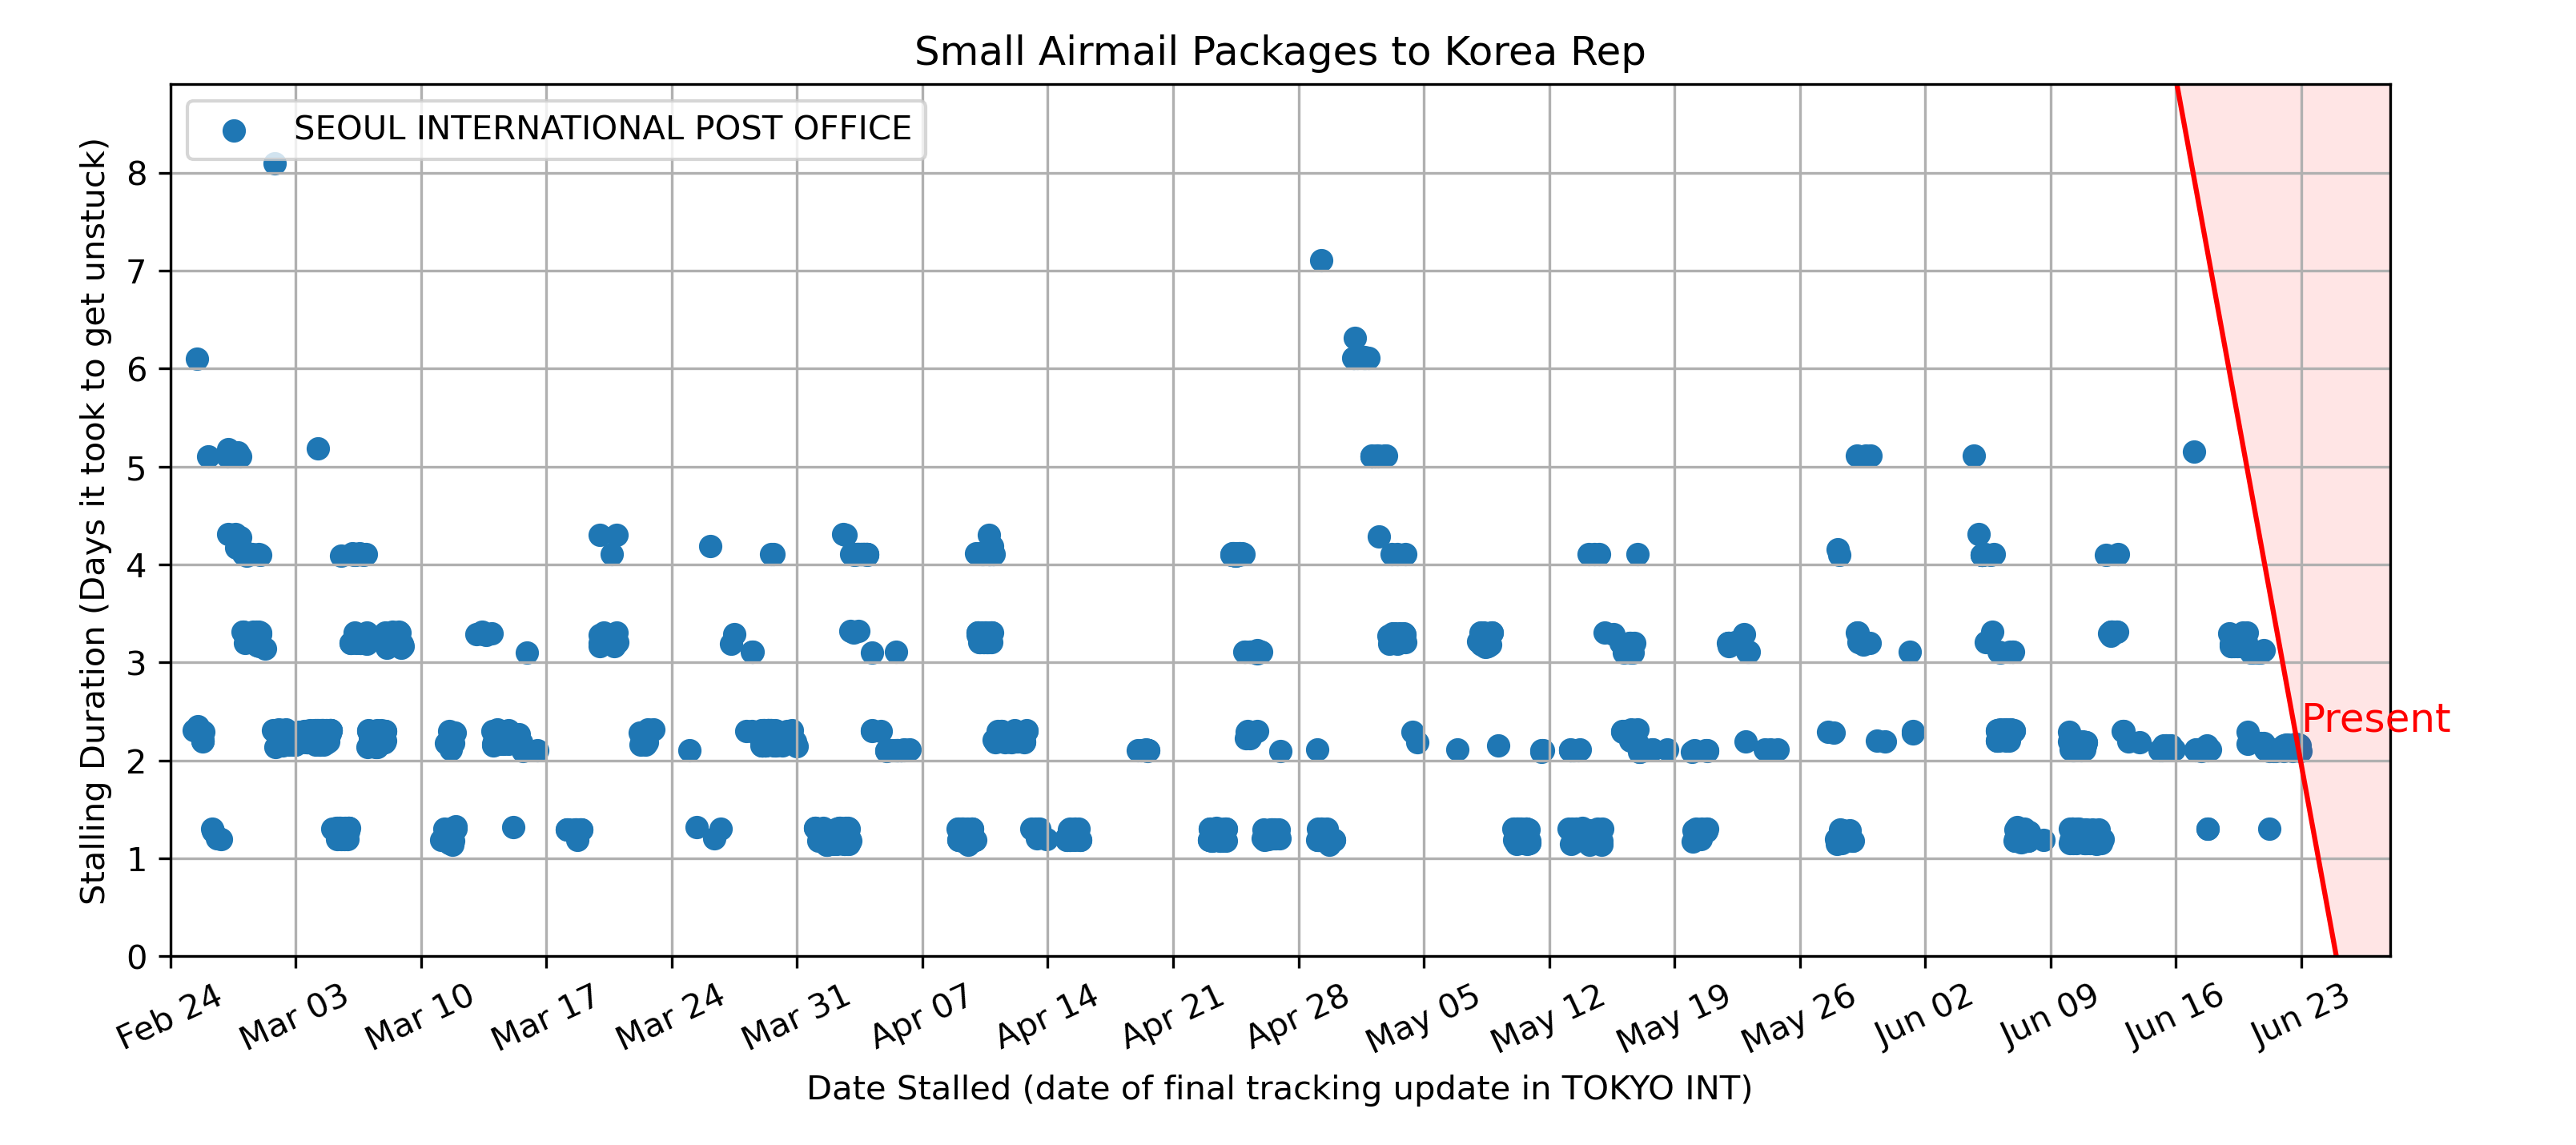 Small Airmail Packages to Korea Rep
SEOUL INTERNATIONAL POST OFFICE
Stalling Duration (Days it took to get unstuck)
8
7
6
5
4
3
2
1
0
Present
Feb 24
Mar 03
Mar 10
Mar 17
Mar 24
Mar 31
Apr 07
Apr 14
Apr 21
Apr 28
May 05
May 12
May 19
May 26
Jun 02
Jun 09
Jun 16
Jun 23
Date Stalled (date of final tracking update in TOKYO INT)